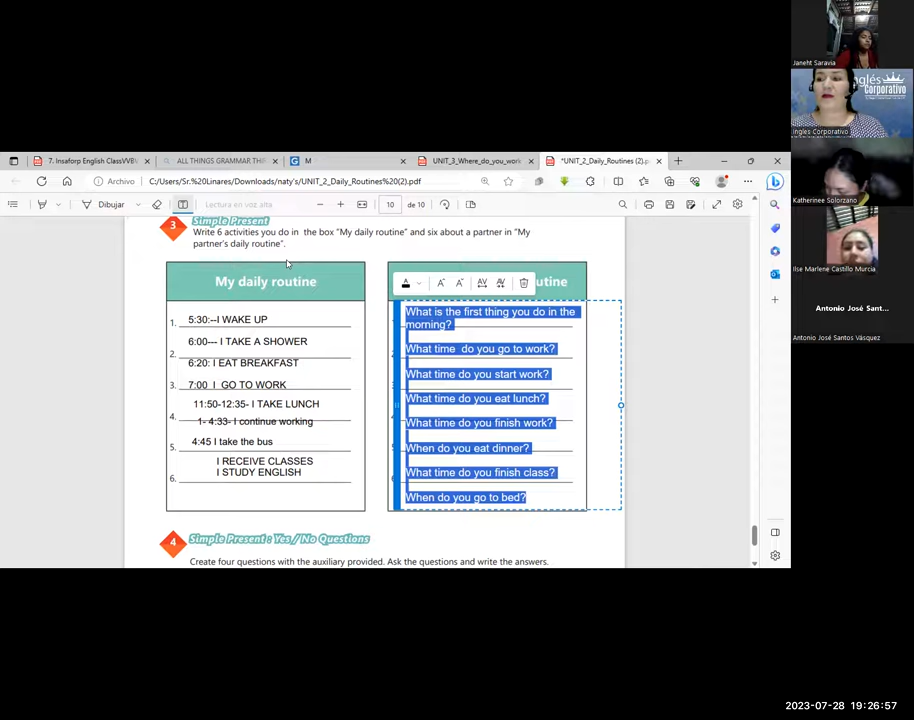 Janeht Saravia
nglés
Corporativo
Ingles Corporativo
7. Insaforp English ClassVVBV
ALL THINGS GRAMMAR TH
M
UNIT_3_Where_do_you_work
*UNIT_2_Daily_Routines (2).pdf
Archivo
C:/Users/Sr.%20Linares/Downloads/naty's/UNIT_2_Daily_Routines%20(2).pdf
Katherinee Solorzano
Dibujar
Lectura en voz alta
10
de 10
3
Simple Present
Write 6 activities you do in the box "My daily routine" and six about a partner in "My
partner's daily routine".
Ilse Marlene Castillo Murcia
My daily routine
utine
1. 5:30:--I WAKE UP
6:00--- I TAKE A SHOWER
2.
6:20: I EAT BREAKFAST
3. 7:00 I GO TO WORK
11:50-12:35- I TAKE LUNCH
4.
1- 4:33- I continue working
4:45 I take the bus
5.
I RECEIVE CLASSES
I STUDY ENGLISH
6.
What is the first thing you do in the
morning?
What time do you go to work?
What time do you start work?
What time do you eat lunch?
What time do you finish work?
When do you eat dinner?
What time do you finish class?
When do you go to bed?
Antonio José Sant...
Antonio José Santos Vásquez
4
Simple Present: Yes / No Questions
Create four questions with the auxiliary provided. Ask the questions and write the answers.
2023-07-28 19:26:57